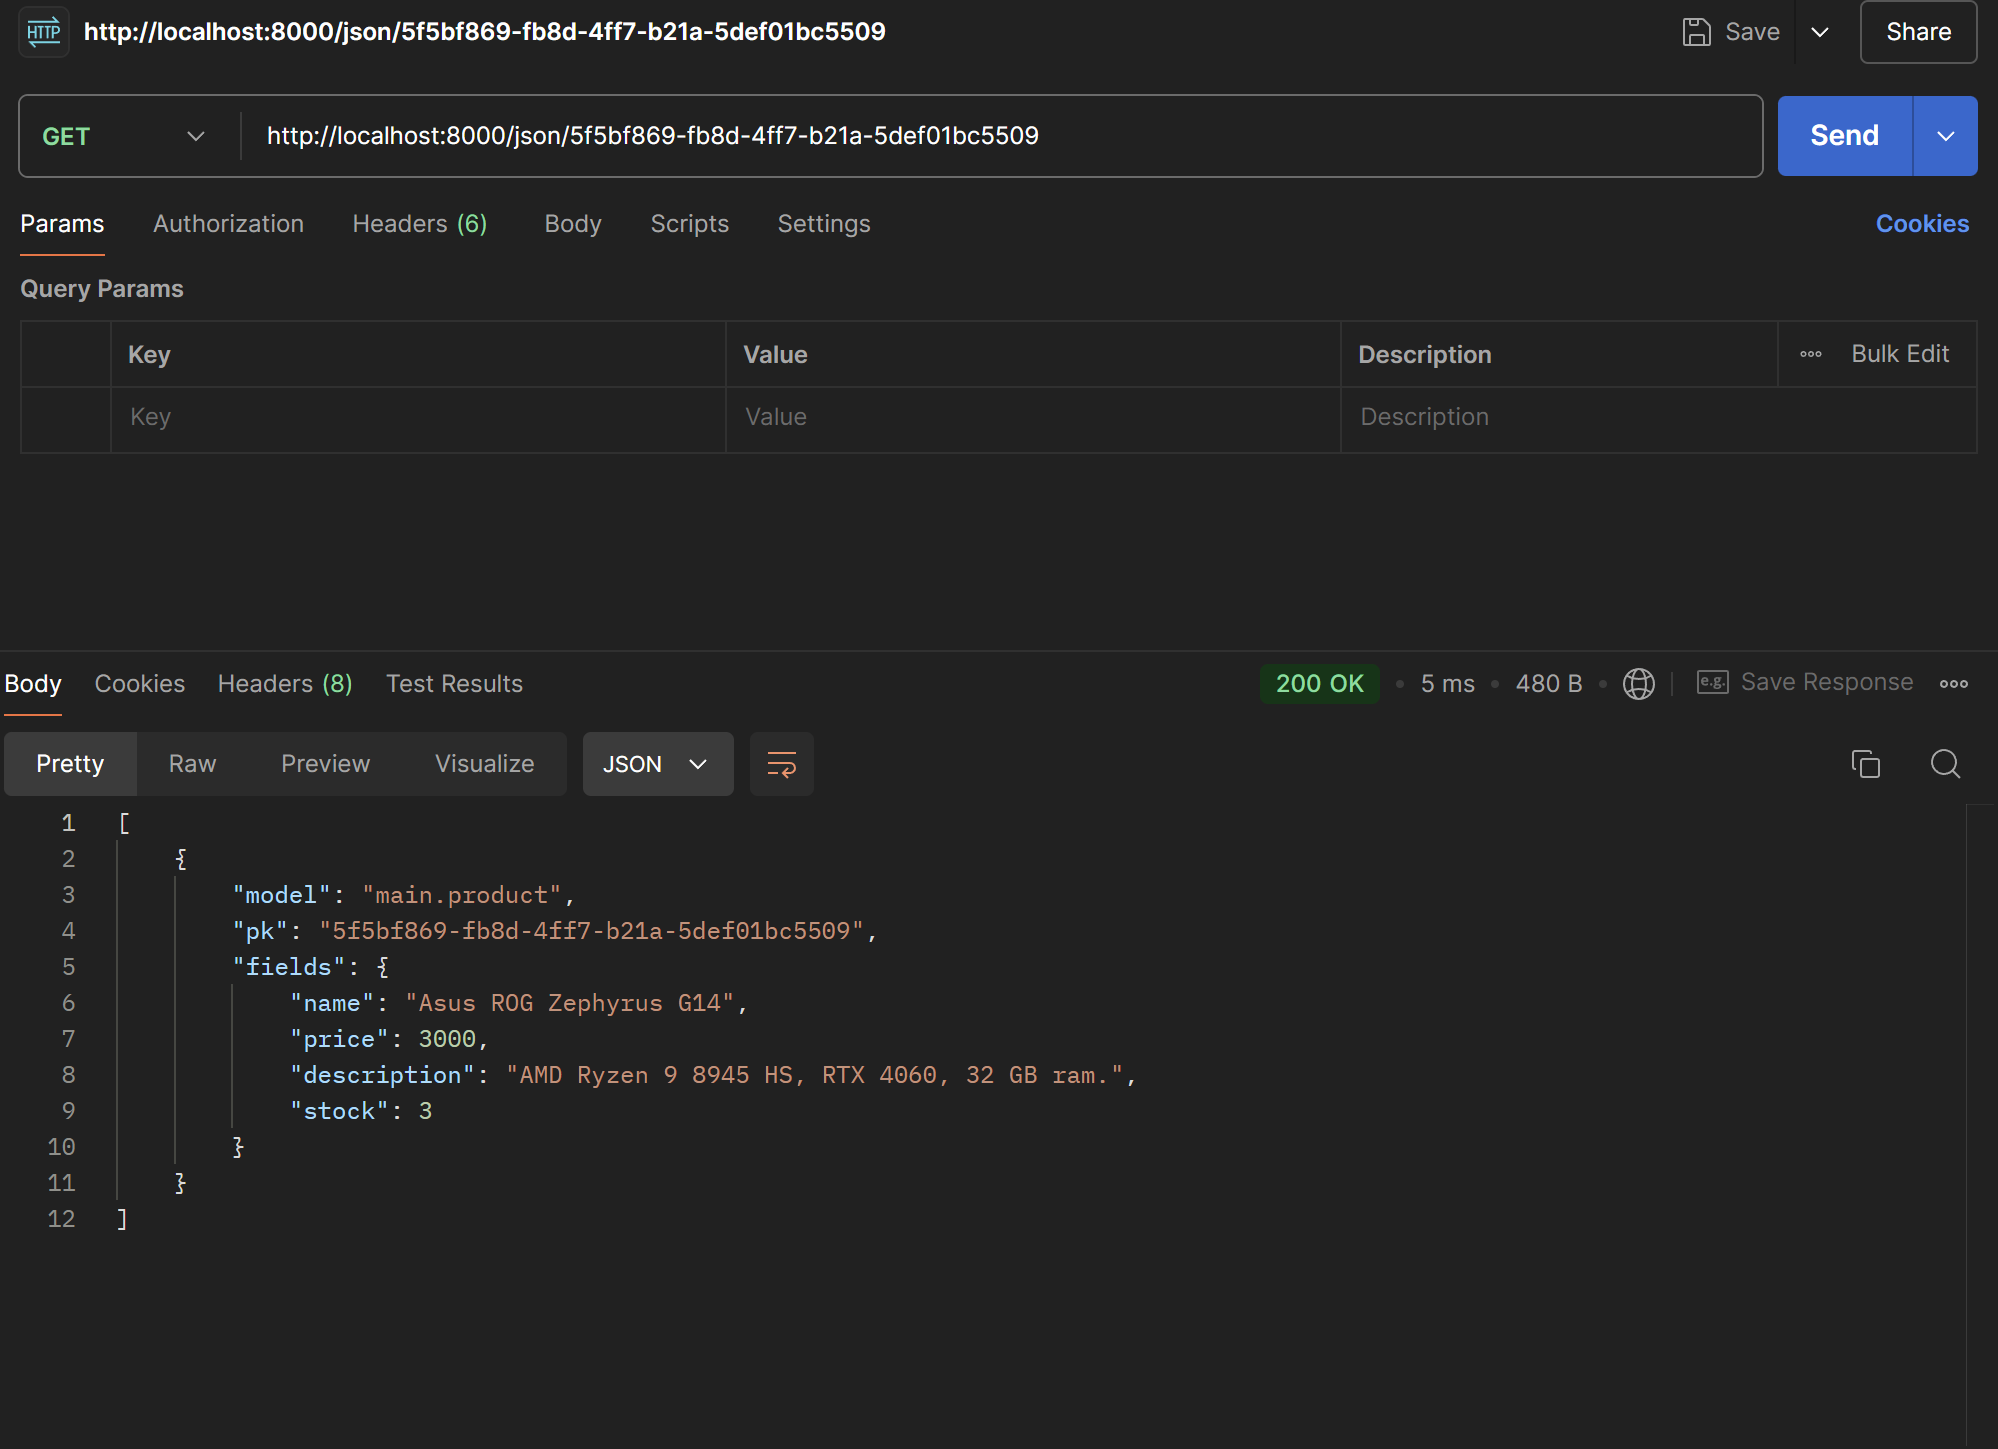 HTTP http://localhost:8000/json/5f5bf869-fb8d-4ff7-b21a-5def01bc5509 Save Share
GET http://localhost:8000/json/5f5bf869-fb8d-4ff7-b21a-5def01bc5509 Send
Params Authorization Headers (6) Body Scripts Settings Cookies
Query Params
Key Value Description Bulk Edit
Key Value Description
Body Cookies Headers (8) Test Results 200 OK 5 ms 480 B e.g. Save Response
Pretty Raw Preview Visualize JSON
1 [
2 {
3 "model": "main.product",
4 "pk": "5f5bf869-fb8d-4ff7-b21a-5def01bc5509",
5 "fields": {
6 "name": "Asus ROG Zephyrus G14",
7 "price": 3000,
8 "description": "AMD Ryzen 9 8945 HS, RTX 4060, 32 GB ram.",
9 "stock": 3
10 }
11 }
12 ]